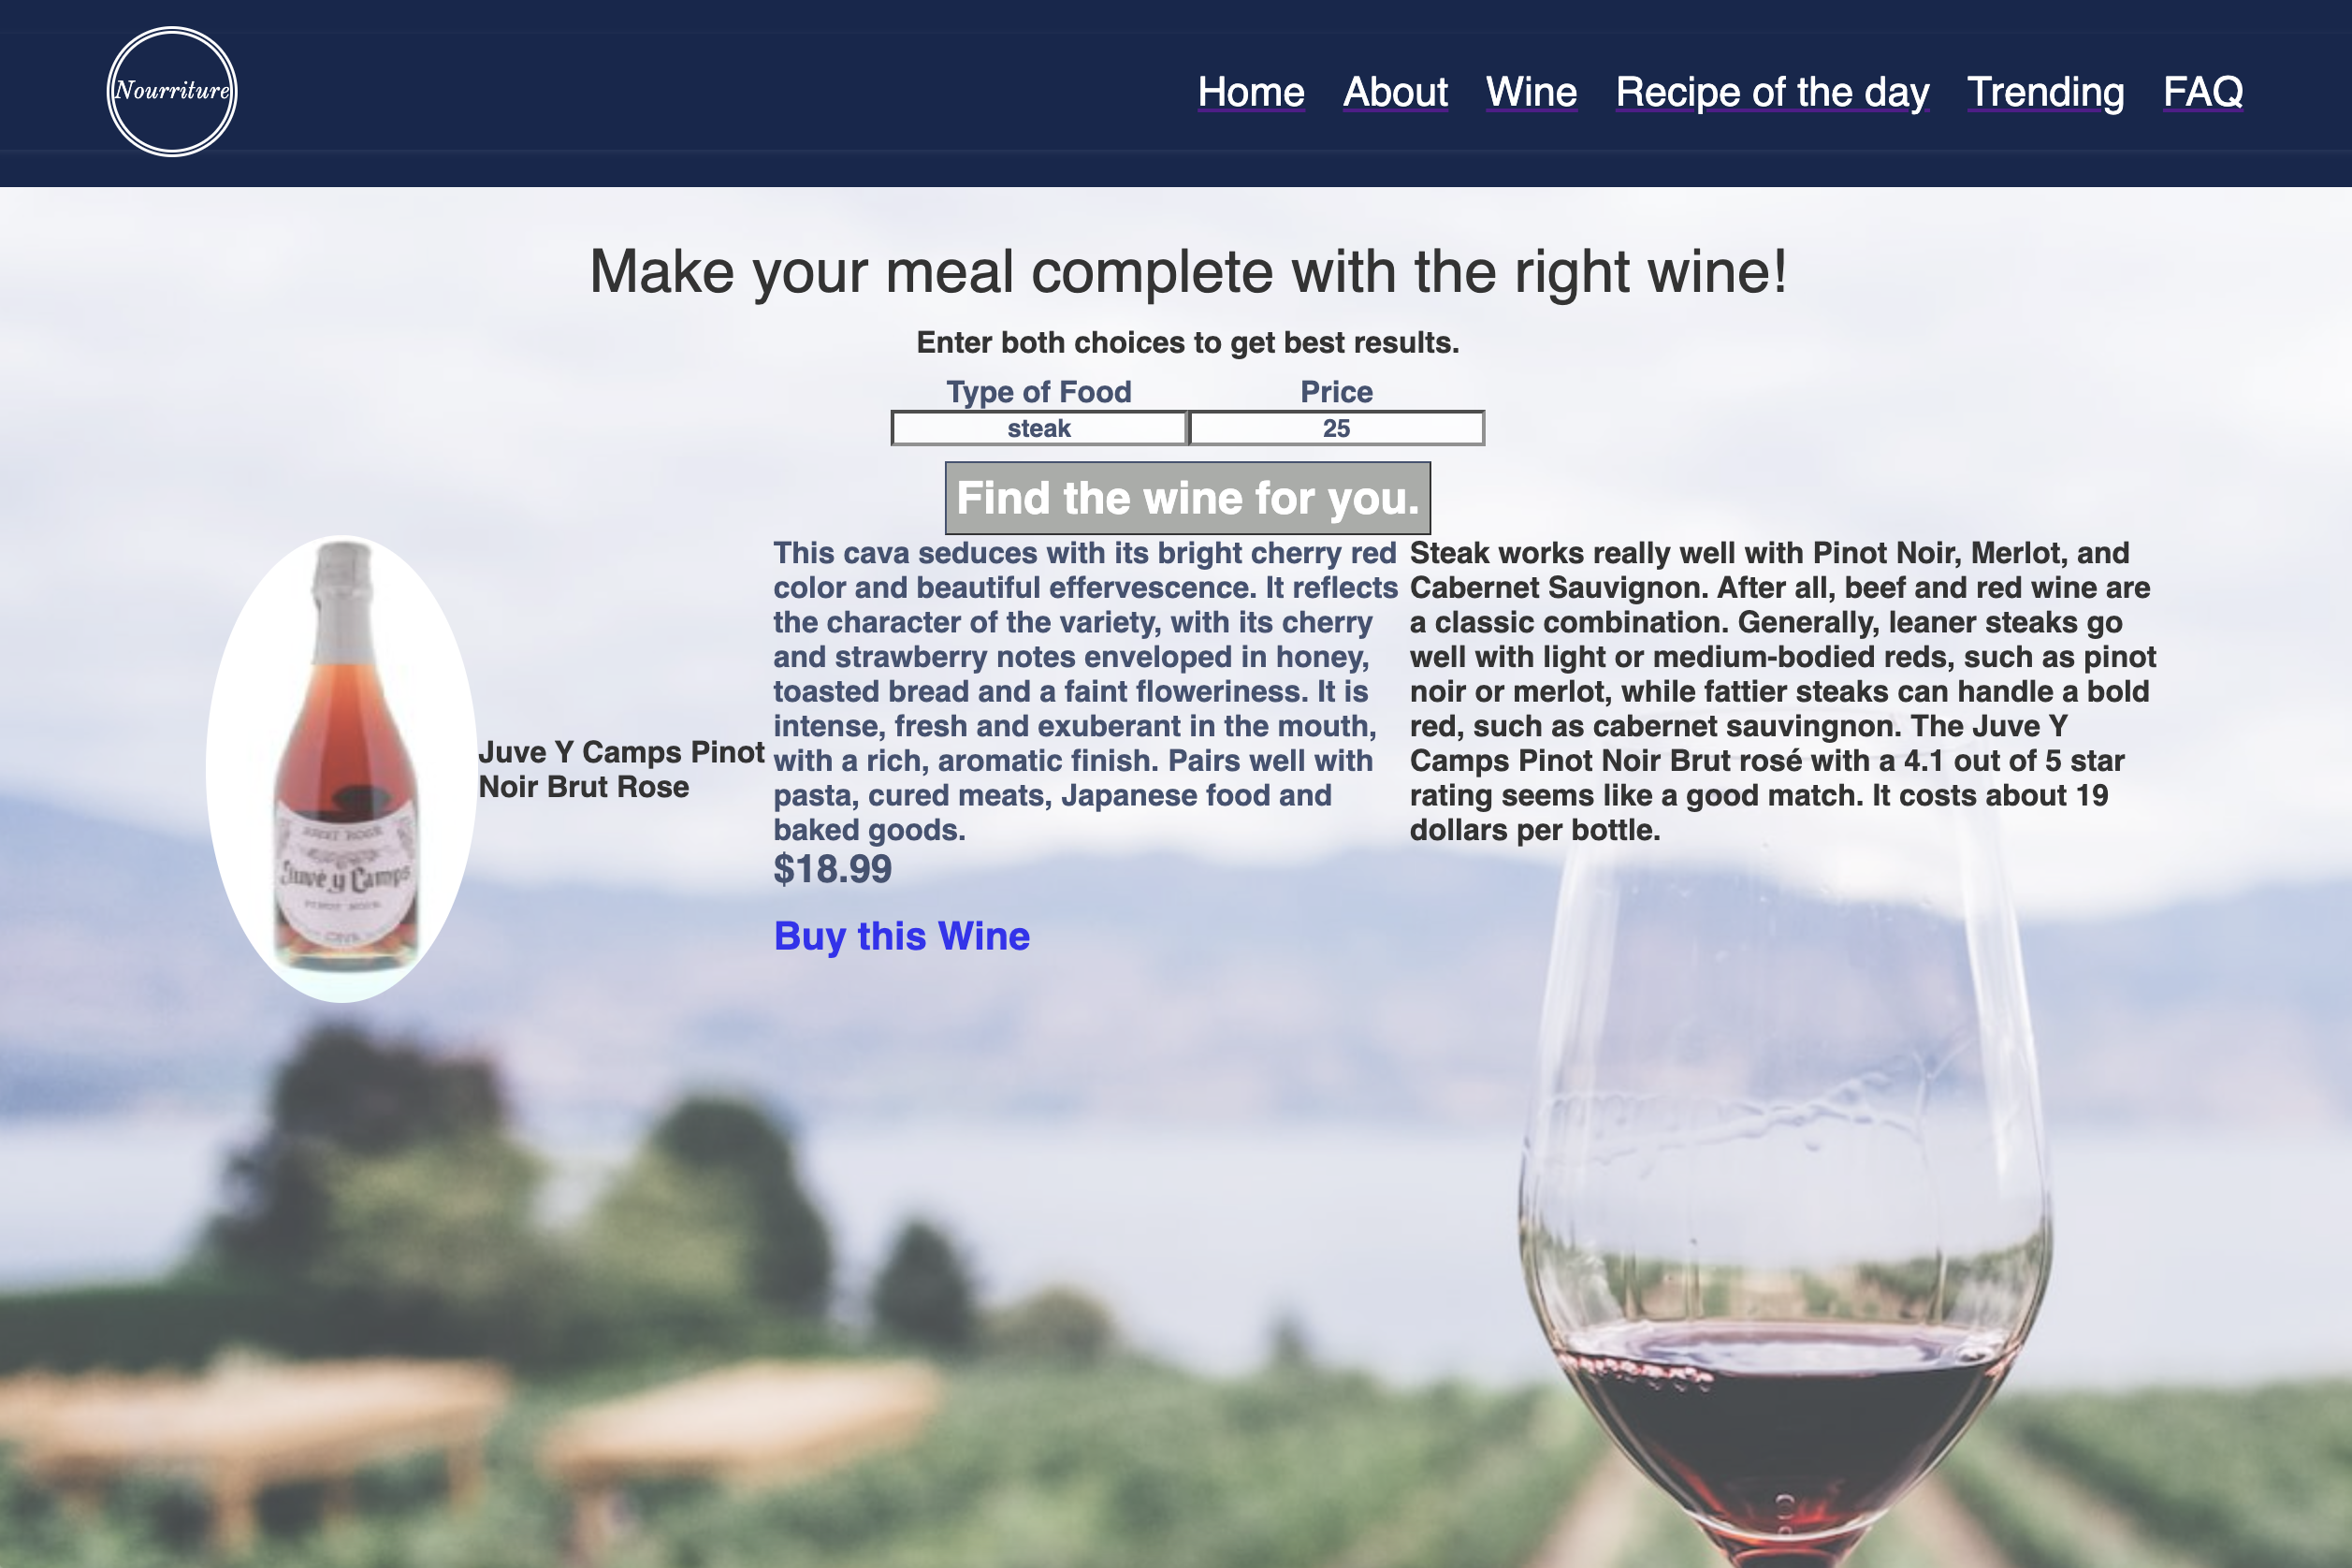 Nourriture
Home About Wine Recipe of the day Trending FAQ
Make your meal complete with the right wine!
Enter both choices to get best results.
Type of Food Price
steak 25
Find the wine for you.
Juve Y Camps Pinot
Noir Brut Rose
This cava seduces with its bright cherry red
color and beautiful effervescence. It reflects
the character of the variety, with its cherry
and strawberry notes enveloped in honey,
toasted bread and a faint floweriness. It is
intense, fresh and exuberant in the mouth,
with a rich, aromatic finish. Pairs well with
pasta, cured meats, Japanese food and
baked goods.
$18.99
Buy this Wine
Steak works really well with Pinot Noir, Merlot, and
Cabernet Sauvignon. After all, beef and red wine are
a classic combination. Generally, leaner steaks go
well with light or medium-bodied reds, such as pinot
noir or merlot, while fattier steaks can handle a bold
red, such as cabernet sauvingnon. The Juve Y
Camps Pinot Noir Brut rosé with a 4.1 out of 5 star
rating seems like a good match. It costs about 19
dollars per bottle.
Juvé y Camps
PINOT NOIR